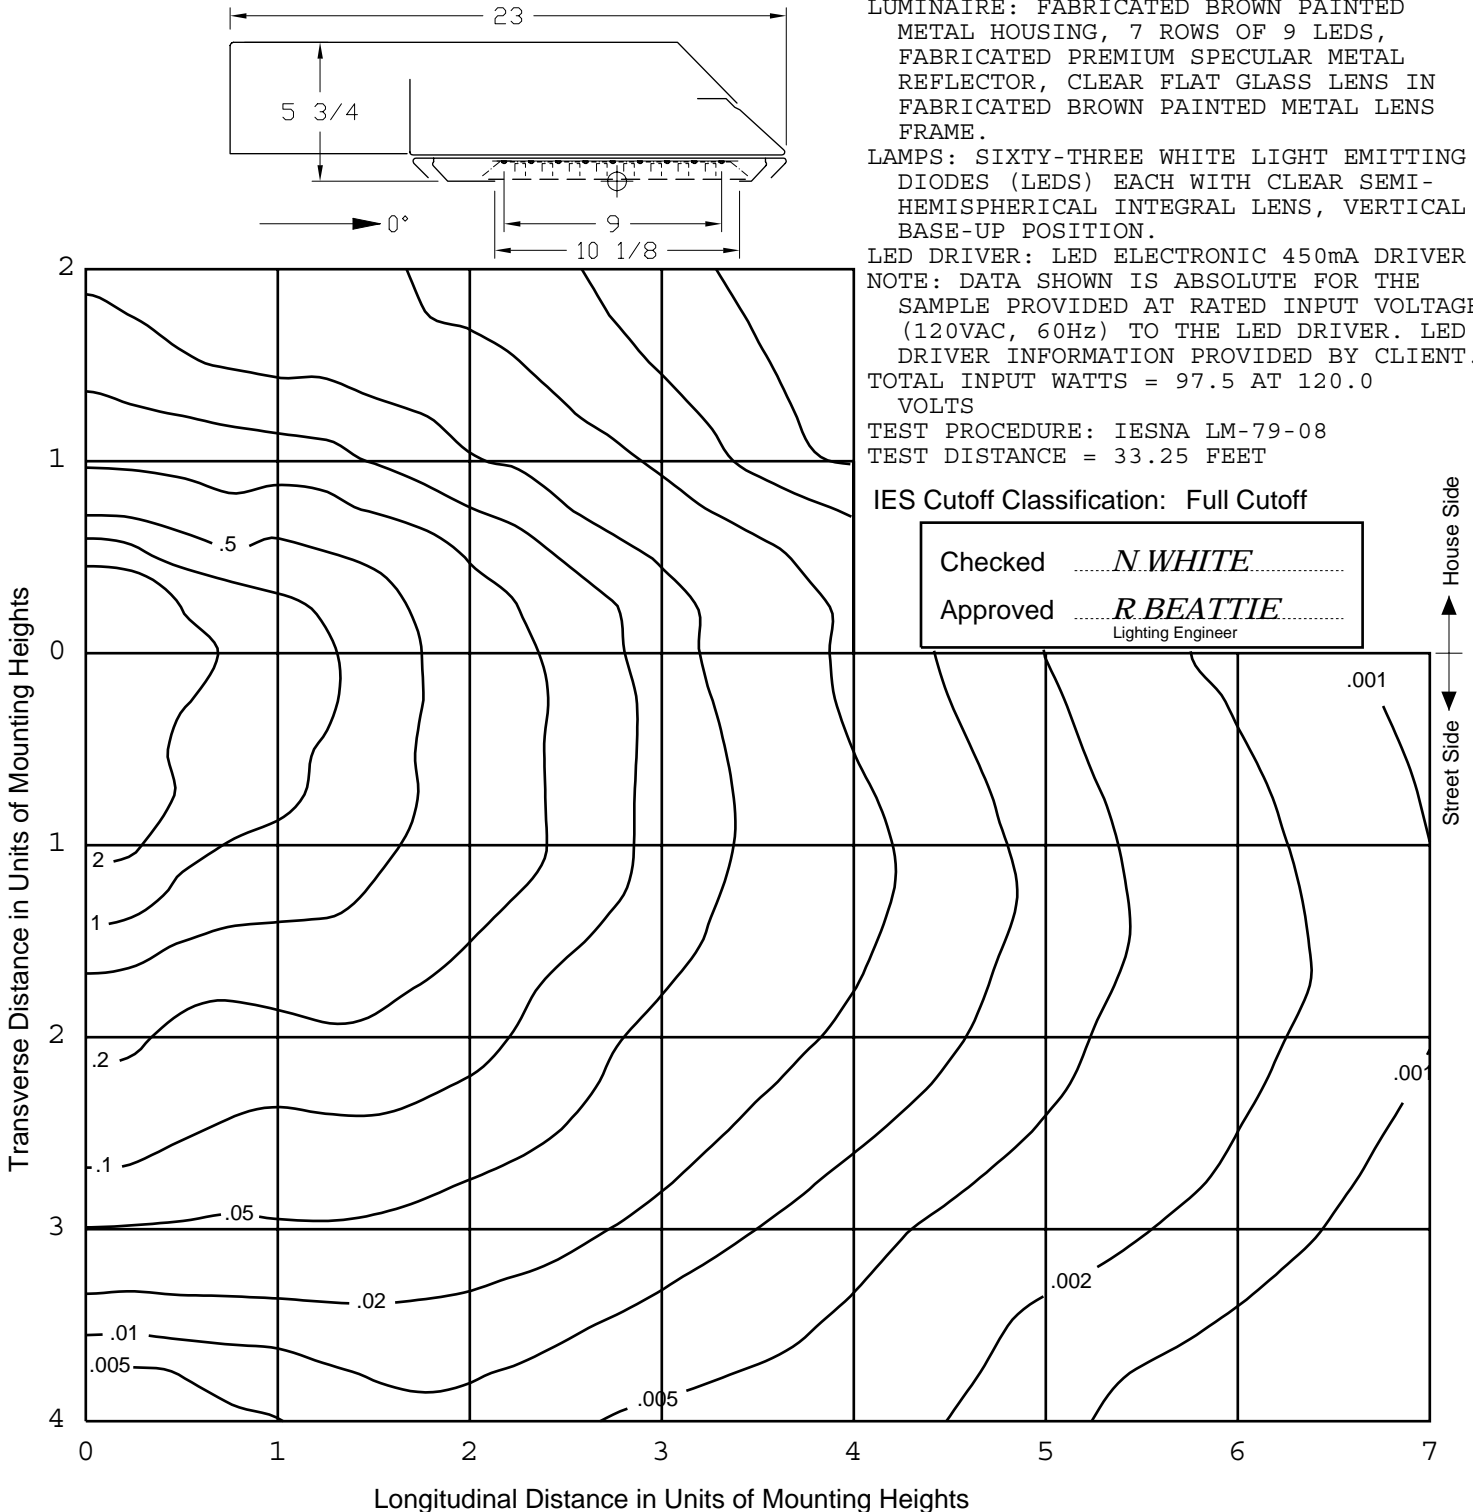 23
5 3/4
0°
9
10 1/8
LUMINAIRE: FABRICATED BROWN PAINTED
METAL HOUSING, 7 ROWS OF 9 LEDS,
FABRICATED PREMIUM SPECULAR METAL
REFLECTOR, CLEAR FLAT GLASS LENS IN
FABRICATED BROWN PAINTED METAL LENS
FRAME.
LAMPS: SIXTY-THREE WHITE LIGHT EMITTING
DIODES (LEDS) EACH WITH CLEAR SEMI-
HEMISPHERICAL INTEGRAL LENS, VERTICAL
BASE-UP POSITION.
LED DRIVER: LED ELECTRONIC 450mA DRIVER
NOTE: DATA SHOWN IS ABSOLUTE FOR THE
SAMPLE PROVIDED AT RATED INPUT VOLTAGE
(120VAC, 60Hz) TO THE LED DRIVER. LED
DRIVER INFORMATION PROVIDED BY CLIENT.
TOTAL INPUT WATTS = 97.5 AT 120.0
VOLTS
TEST PROCEDURE: IESNA LM-79-08
TEST DISTANCE = 33.25 FEET
IES Cutoff Classification: Full Cutoff
Checked N WHITE
Approved R BEATTIE
Lighting Engineer
House Side
Street Side
Transverse Distance in Units of Mounting Heights
2
1
0
1
2
3
4
.5
.001
2
1
.2
.001
.1
.05
.002
.02
.01
.005
.005
0 1 2 3 4 5 6 7
Longitudinal Distance in Units of Mounting Heights